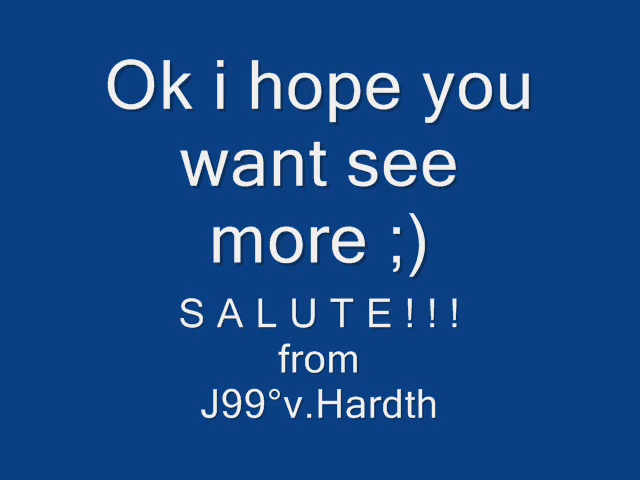 Ok i hope you
want see
more ;)
S A L U T E ! ! !
from
J99°v.Hardth